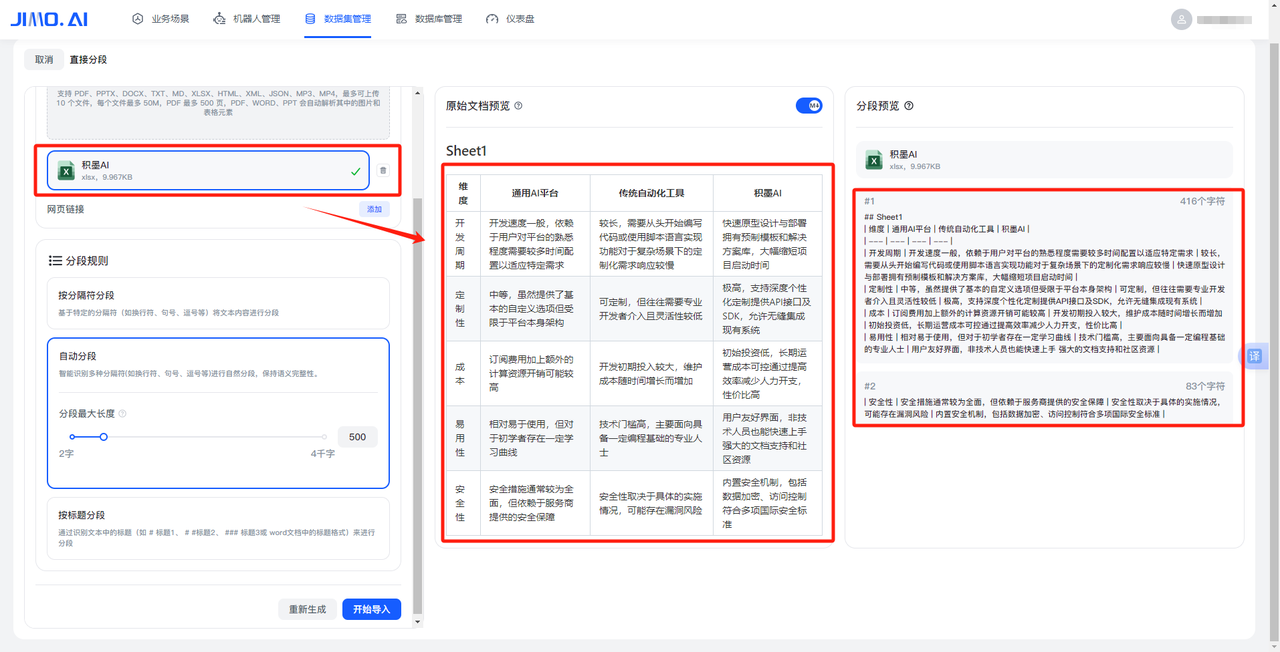 JIMO.AI
业务场景
机器人管理
数据集管理
数据库管理
仪表盘
取消
直接分段
支持 PDF、PPTX、DOCX、TXT、MD、XLSX、HTML、XML、JSON、MP3、MP4，最多可上传
10 个文件，每个文件最多 50M，PDF 最多 500 页，PDF、WORD、PPT 会自动解析其中的图片和
表格元素
积墨AI
xlsx，9.967KB
网页链接
添加
分段规则
按分隔符分段
基于特定的分隔（如换行符、句号、逗号等）将文本内容进行分段
自动分段
智能识别多种分隔符(如换行符、句号、逗号等)进行自然分段，保持语义完整性。
分段最大长度
500
2字
4千字
按标题分段
通过识别文本中的标题（如 # 标题1、 # #标题2、 ### 标题3或 word文档中的标题格式）来进行
分段
重新生成
开始导入
原始文档预览
M
Sheet1
维
度
通用AI平台
传统自动化工具
积墨AI
开
发
周
期
开发速度一般，依赖
于用户对平台的熟悉
程度需要较多时间配
置以适应特定需求
较长，需要从头开始编写
代码或使用脚本语言实现
功能对于复杂场景下的定
制化需求响应较慢
快速原型设计与部署
拥有预制模板和解决
方案库，大幅缩短项
目启动时间
定
制
性
中等，虽然提供了基
本的自定义选项但受
限于平台本身架构
可定制，但往往需要专业
开发者介入且灵活性较低
极高，支持深度个性
化定制提供API接口及
SDK，允许无缝集成
现有系统
成
本
订阅费用加上额外的
计算资源开销可能较
高
开发初期投入较大，维护
成本随时间增长而增加
初始投资低，长期运
营成本可控通过提高
效率减少人力开支，
性价比高
易
用
性
相对易于使用，但对
于初学者存在一定学
习曲线
技术门槛高，主要面向具
备一定编程基础的专业人
士
用户友好界面，非技
术人员也能快速上手
强大的文档支持和社
区资源
安
全
性
安全措施通常较为全
面，但依赖于服务商
提供的安全保障
安全性取决于具体的实施
情况，可能存在漏洞风险
内置安全机制，包括
数据加密、访问控制
符合多项国际安全标
准
分段预览
积墨AI
xlsx，9.967KB
#1
416个字符
## Sheet1
| 维度 | 通用AI平台 | 传统自动化工具 | 积墨AI |
| --- | --- | --- | --- |
| 开发周期 | 开发速度一般，依赖于用户对平台的熟悉程度需要较多时间配置以适应特定需求 | 较长，
需要从头开始编写代码或使用脚本语言实现功能对于复杂场景下的定制化需求响应较慢 | 快速原型设计
与部署拥有预制模板和解决方案库，大幅缩短项目启动时间 |
| 定制性 | 中等，虽然提供了基本的自定义选项但受限于平台本身架构 | 可定制，但往往需要专业开发
者介入且灵活性较低 | 极高，支持深度个性化定制提供API接口及SDK，允许无缝集成现有系统 |
| 成本 | 订阅费用加上额外的计算资源开销可能较高 | 开发初期投入较大，维护成本随时间增长而增加
| 初始投资低，长期运营成本可控通过提高效率减少人力开支，性价比高 |
| 易用性 | 相对易于使用，但对于初学者存在一定学习曲线 | 技术门槛高，主要面向具备一定编程基础
的专业人士 | 用户友好界面，非技术人员也能快速上手 强大的文档支持和社区资源 |
#2
83个字符
| 安全性 | 安全措施通常较为全面，但依赖于服务商提供的安全保障 | 安全性取决于具体的实施情况，
可能存在漏洞风险 | 内置安全机制，包括数据加密、访问控制符合多项国际安全标准 |
译